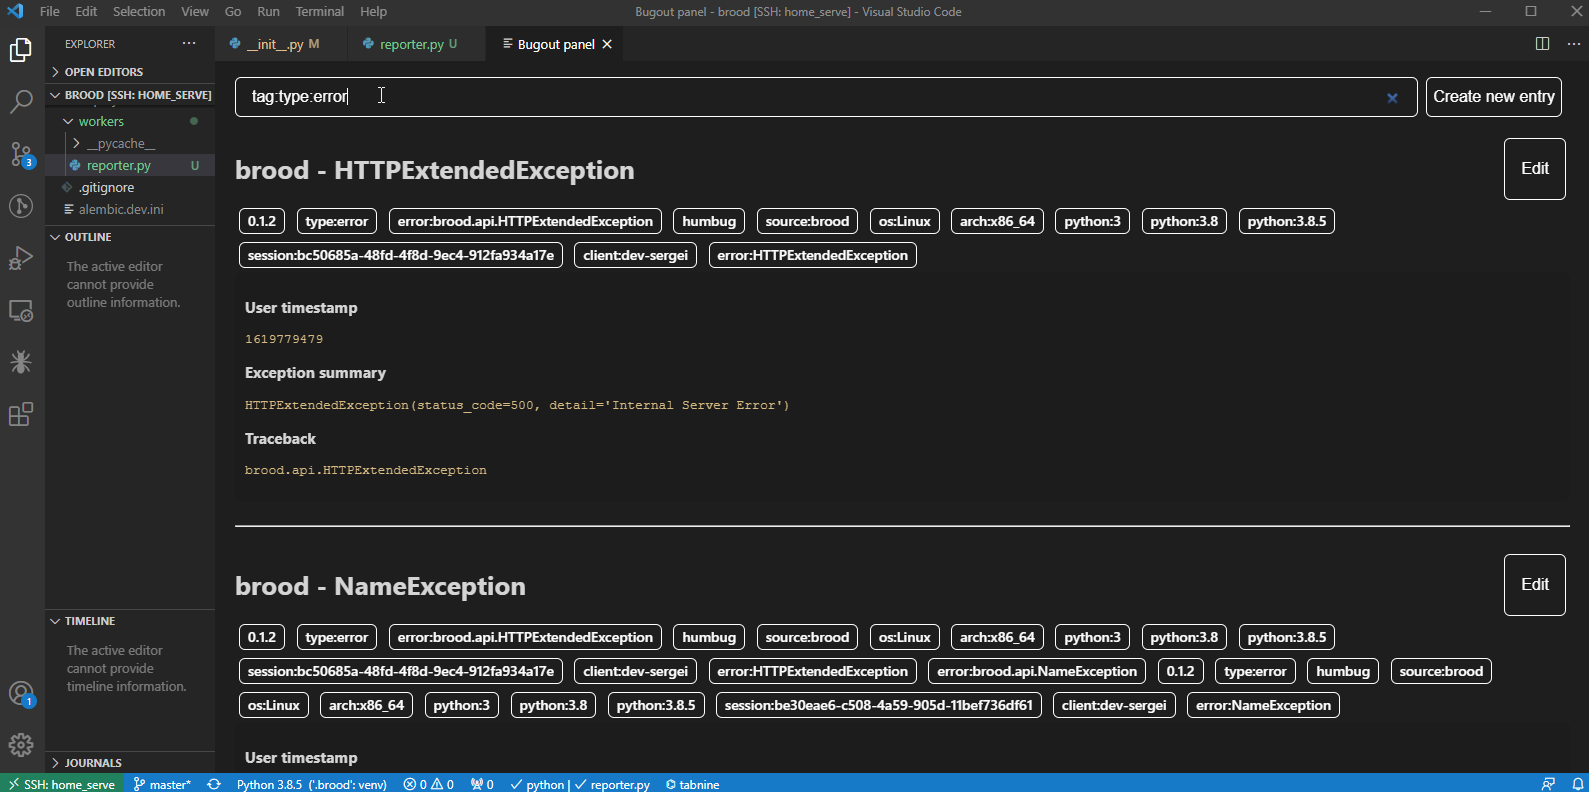 File Edit Selection View Go Run Terminal Help
Bugout panel - brood [SSH: home_serve] - Visual Studio Code
EXPLORER
__init__.py M
reporter.py U
Bugout panel
OPEN EDITORS
BROOD [SSH: HOME_SERVE]
workers
__pycache__
reporter.py U
.gitignore
alembic.dev.ini
OUTLINE
The active editor
cannot provide
outline information.
TIMELINE
The active editor
cannot provide
timeline information.
JOURNALS
3
1
tag:type:error
Create new entry
brood - HTTPExtendedException
Edit
0.1.2 type:error error:brood.api.HTTPExtendedException humbug source:brood os:Linux arch:x86_64 python:3 python:3.8 python:3.8.5
session:bc50685a-48fd-4f8d-9ec4-912fa934a17e client:dev-sergei error:HTTPExtendedException
User timestamp
1619779479
Exception summary
HTTPExtendedException(status_code=500, detail='Internal Server Error')
Traceback
brood.api.HTTPExtendedException
brood - NameException
Edit
0.1.2 type:error error:brood.api.HTTPExtendedException humbug source:brood os:Linux arch:x86_64 python:3 python:3.8 python:3.8.5
session:bc50685a-48fd-4f8d-9ec4-912fa934a17e client:dev-sergei error:HTTPExtendedException error:brood.api.NameException 0.1.2 type:error humbug source:brood
os:Linux arch:x86_64 python:3 python:3.8 python:3.8.5 session:be30eae6-c508-4a59-905d-11bef736df61 client:dev-sergei error:NameException
User timestamp
SSH: home_serve master* Python 3.8.5 ('.brood': venv) 0 0 0 python | reporter.py tabnine